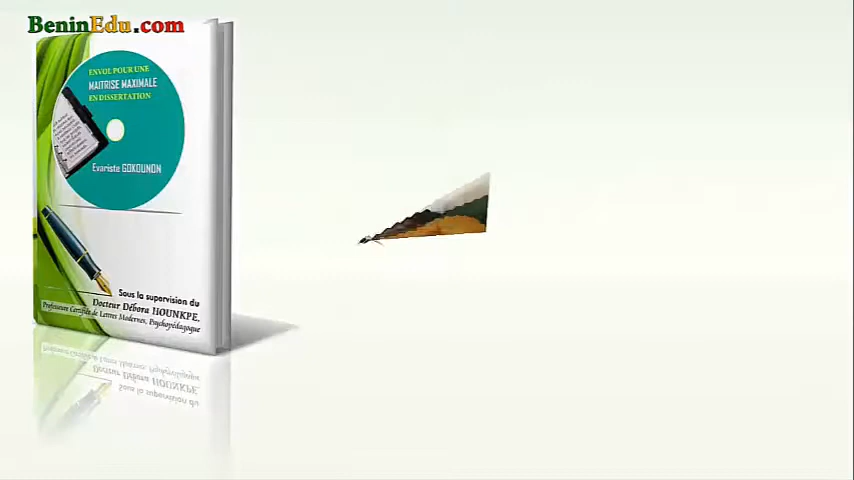 BeninEdu.com
ENVOL POUR UNE
MAITRISE MAXIMALE
EN DISSERTATION
Evariste GOKOUNON
Sous la supervision du
Docteur Débora HOUNKPE,
Professeure Certifiée de Lettres Modernes, Psychopédagogue